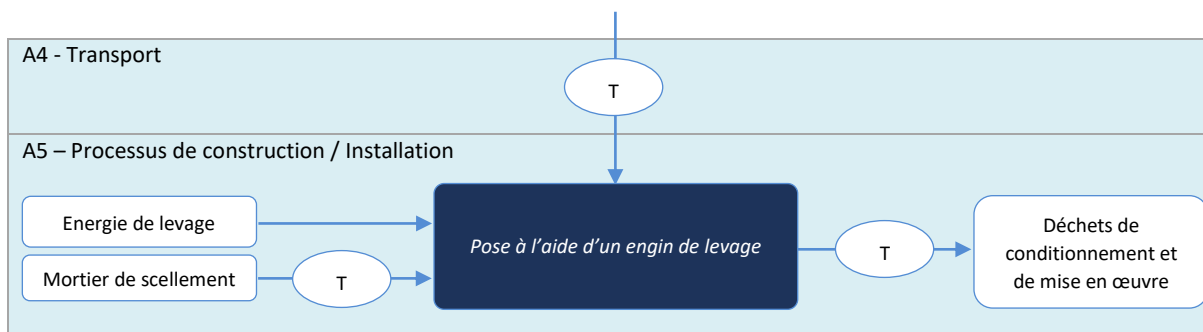 A4 - Transport
T
A5 – Processus de construction / Installation
Energie de levage
Mortier de scellement
T
Pose à l’aide d’un engin de levage
T
Déchets de
conditionnement et
de mise en œuvre